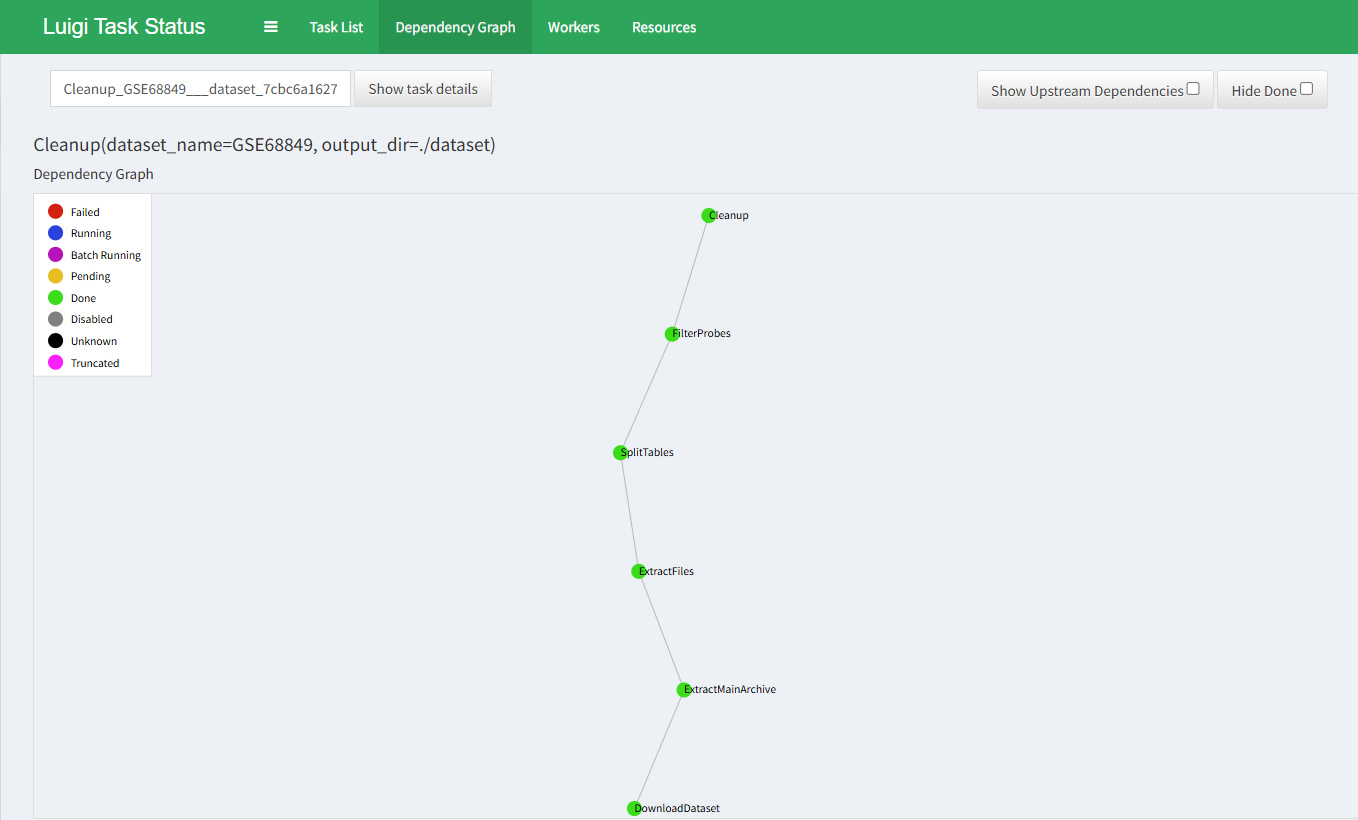 Luigi Task Status Task List Dependency Graph Workers Resources
Cleanup_GSE68849___dataset_7cbc6a1627 Show task details Show Upstream Dependencies Hide Done
Cleanup(dataset_name=GSE68849, output_dir=./dataset)
Dependency Graph
Failed
Running
Batch Running
Pending
Done
Disabled
Unknown
Truncated
Cleanup
FilterProbes
SplitTables
ExtractFiles
ExtractMainArchive
DownloadDataset